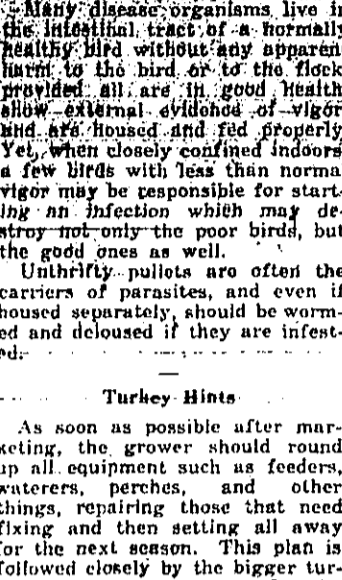 Many disease organisms live in
the intestinal tract of a normally
healthy bird without any apparen
harm to the bird or to the flock
provided all are in good health
show external evidence of vigor
and are housed and fed properly
Yet, when closely confined indoors
a few birds with less than norma
vigor may be responsible for start-
ing an infection which may de-
stroy not only the poor birds, but
the good ones as well.
Unthrifty pullets are often the
carriers of parasites, and even if
housed separately, should be worm-
ed and deloused if they are infest-
ed.
Turkey Hints
As soon as possible after mar-
keting, the grower should round
up all equipment such as feeders,
waterers, perches, and other
things, repairing those that need
fixing and then setting all away
for the next season. This plan is
followed closely by the bigger tur-